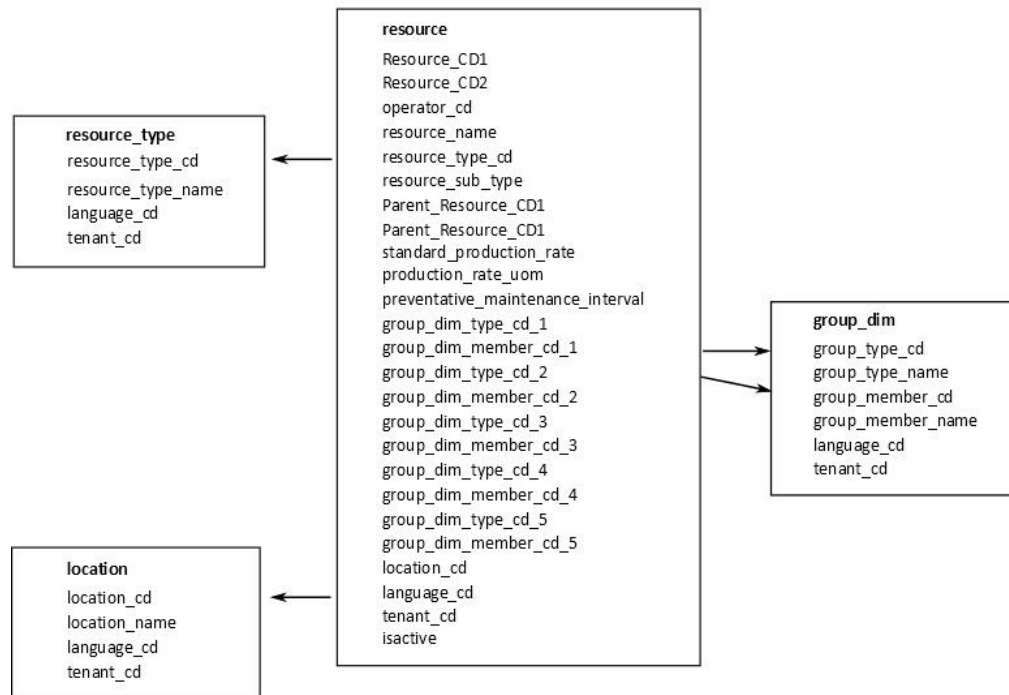 resource
Resource_CD1
Resource_CD2
operator_cd
resource_name
resource_type_cd
resource_sub_type
Parent_Resource_CD1
Parent_Resource_CD1
standard_production_rate
production_rate_uom
preventative_maintenance_interval
group_dim_type_cd_1
group_dim_member_cd_1
group_dim_type_cd_2
group_dim_member_cd_2
group_dim_type_cd_3
group_dim_member_cd_3
group_dim_type_cd_4
group_dim_member_cd_4
group_dim_type_cd_5
group_dim_member_cd_5
location_cd
language_cd
tenant_cd
isactive
resource_type
resource_type_cd
resource_type_name
language_cd
tenant_cd
group_dim
group_type_cd
group_type_name
group_member_cd
group_member_name
language_cd
tenant_cd
location
location_cd
location_name
language_cd
tenant_cd